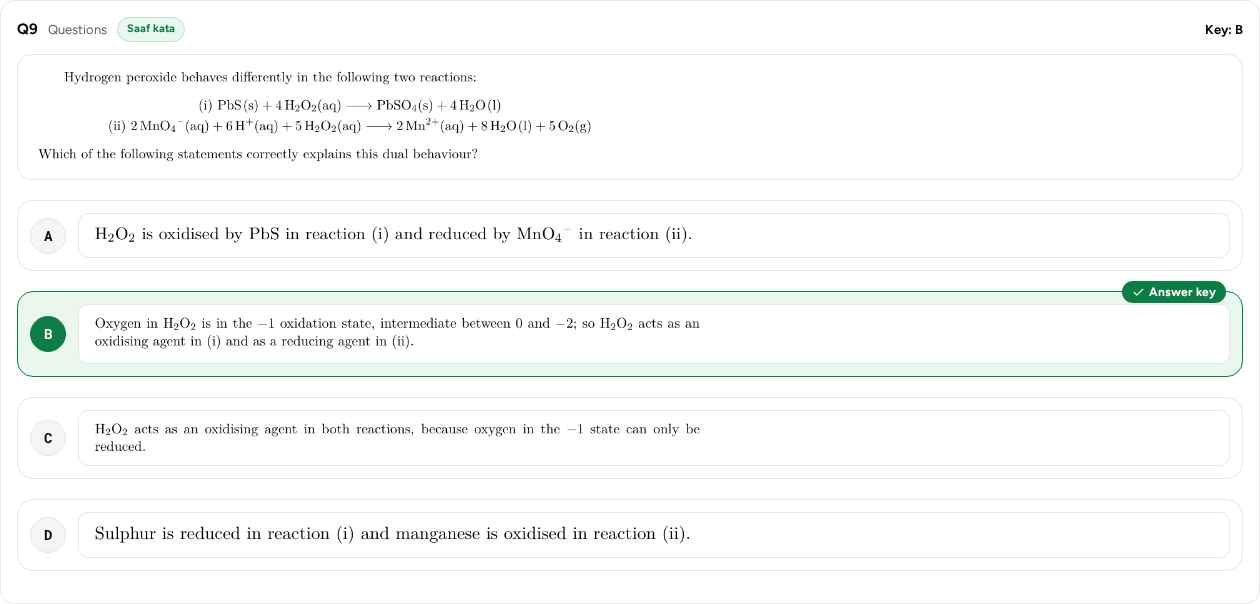 Q9 Questions Saaf kata Key: B
Hydrogen peroxide behaves differently in the following two reactions:
(i) PbS(s) + 4 H₂O₂(aq) ⟶ PbSO₄(s) + 4 H₂O(l)
(ii) 2 MnO₄⁻(aq) + 6 H⁺(aq) + 5 H₂O₂(aq) ⟶ 2 Mn²⁺(aq) + 8 H₂O(l) + 5 O₂(g)
Which of the following statements correctly explains this dual behaviour?
A H₂O₂ is oxidised by PbS in reaction (i) and reduced by MnO₄⁻ in reaction (ii).
✓ Answer key
B Oxygen in H₂O₂ is in the −1 oxidation state, intermediate between 0 and −2; so H₂O₂ acts as an
oxidising agent in (i) and as a reducing agent in (ii).
C H₂O₂ acts as an oxidising agent in both reactions, because oxygen in the −1 state can only be
reduced.
D Sulphur is reduced in reaction (i) and manganese is oxidised in reaction (ii).